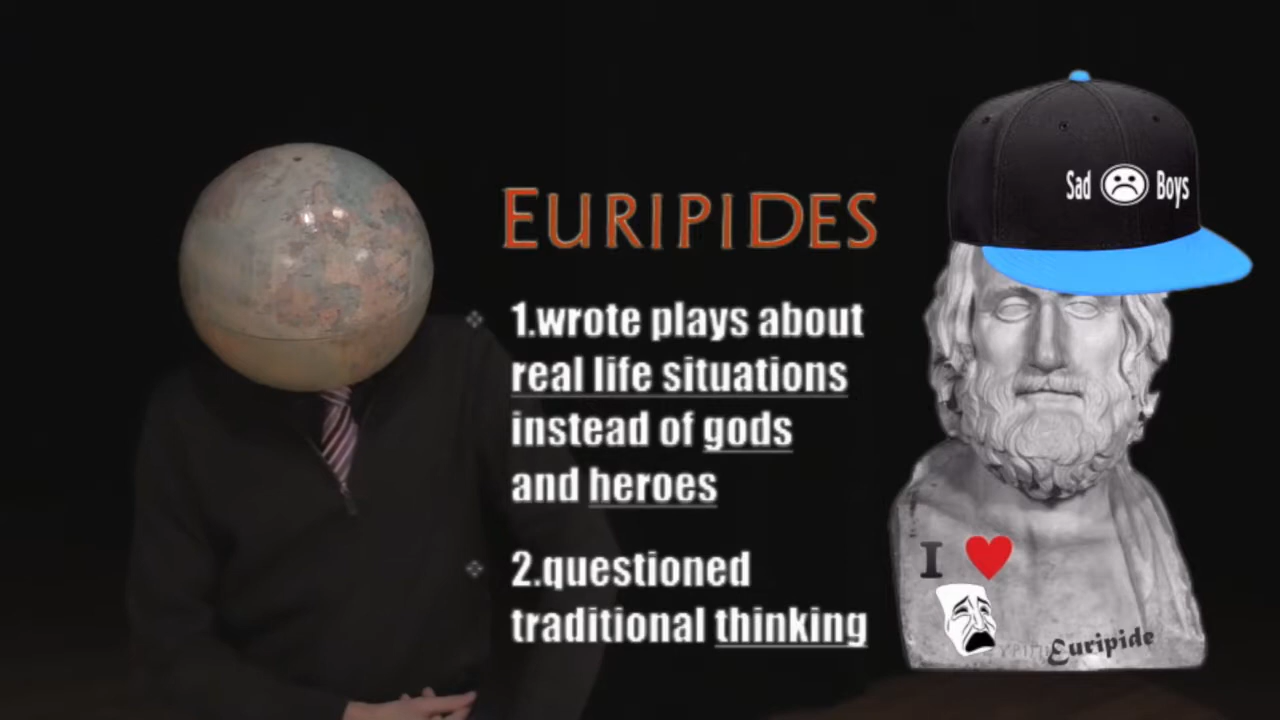 EURIPIDES
1.wrote plays about
real life situations
instead of gods
and heroes
2.questioned
traditional thinking
Sad Boys
I
Euripide